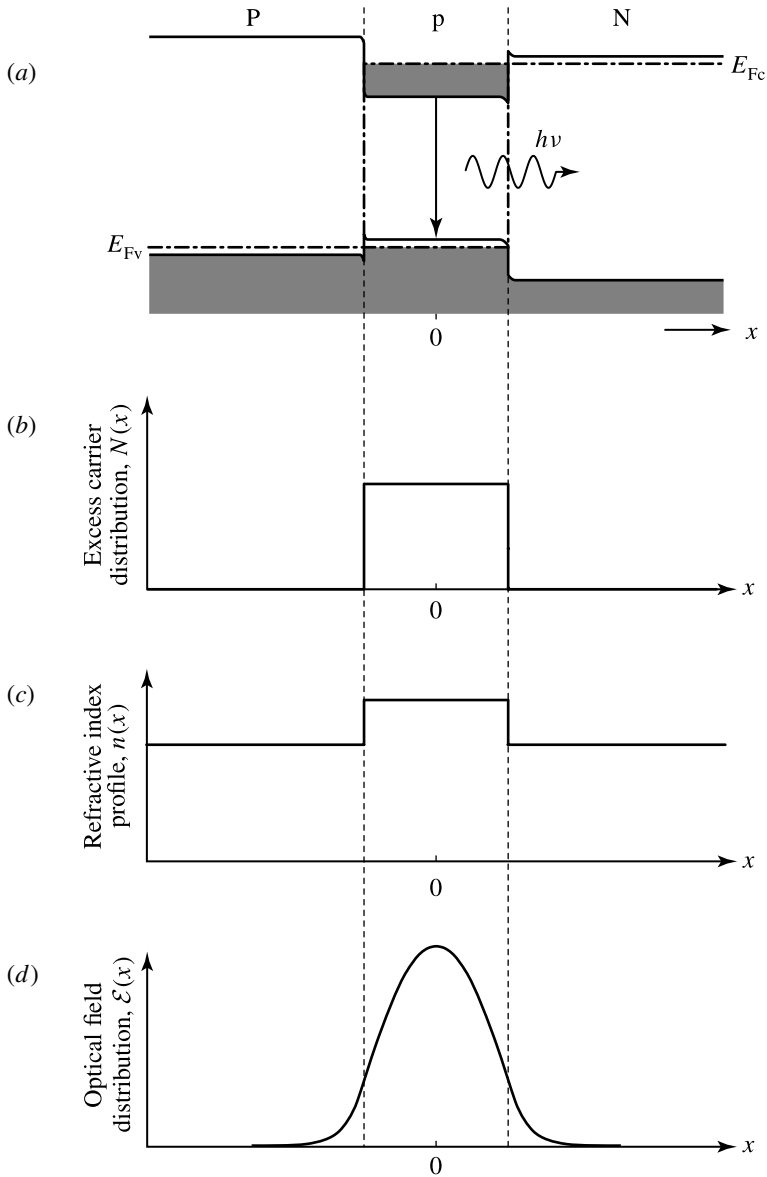 P p N
(a)
E_Fc
hν
E_Fv
0
x
(b)
Excess carrier
distribution, N(x)
x
0
(c)
Refractive index
profile, n(x)
x
0
(d)
Optical field
distribution, ℰ(x)
x
0